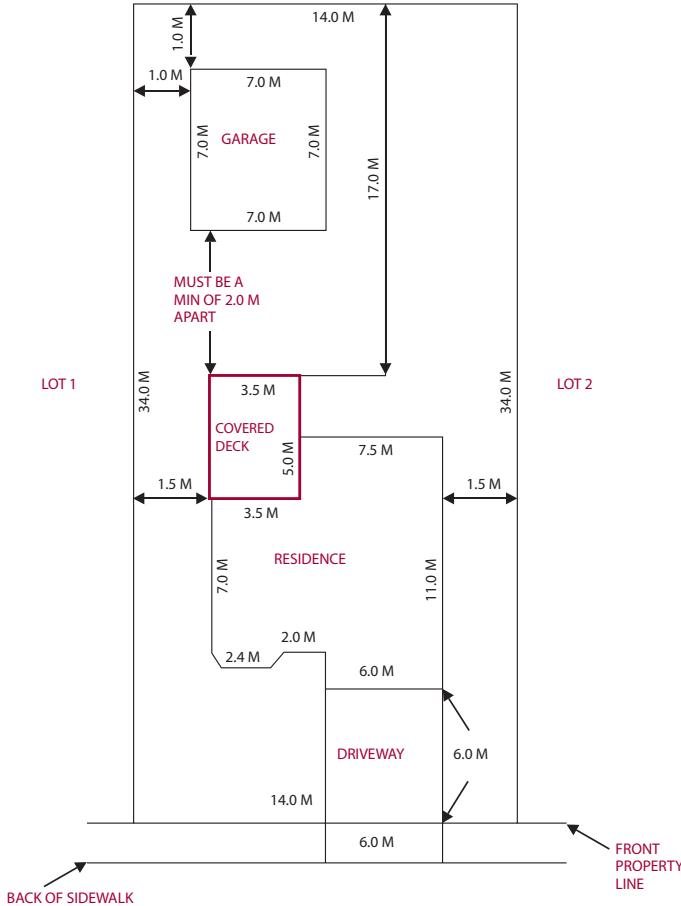 14.0 M
1.0 M
1.0 M
7.0 M
7.0 M
GARAGE
7.0 M
7.0 M
17.0 M
MUST BE A
MIN OF 2.0 M
APART
LOT 1
34.0 M
3.5 M
COVERED
DECK
5.0 M
7.5 M
34.0 M
LOT 2
1.5 M
3.5 M
1.5 M
RESIDENCE
7.0 M
11.0 M
2.0 M
2.4 M
6.0 M
DRIVEWAY
6.0 M
14.0 M
6.0 M
FRONT
PROPERTY
LINE
BACK OF SIDEWALK